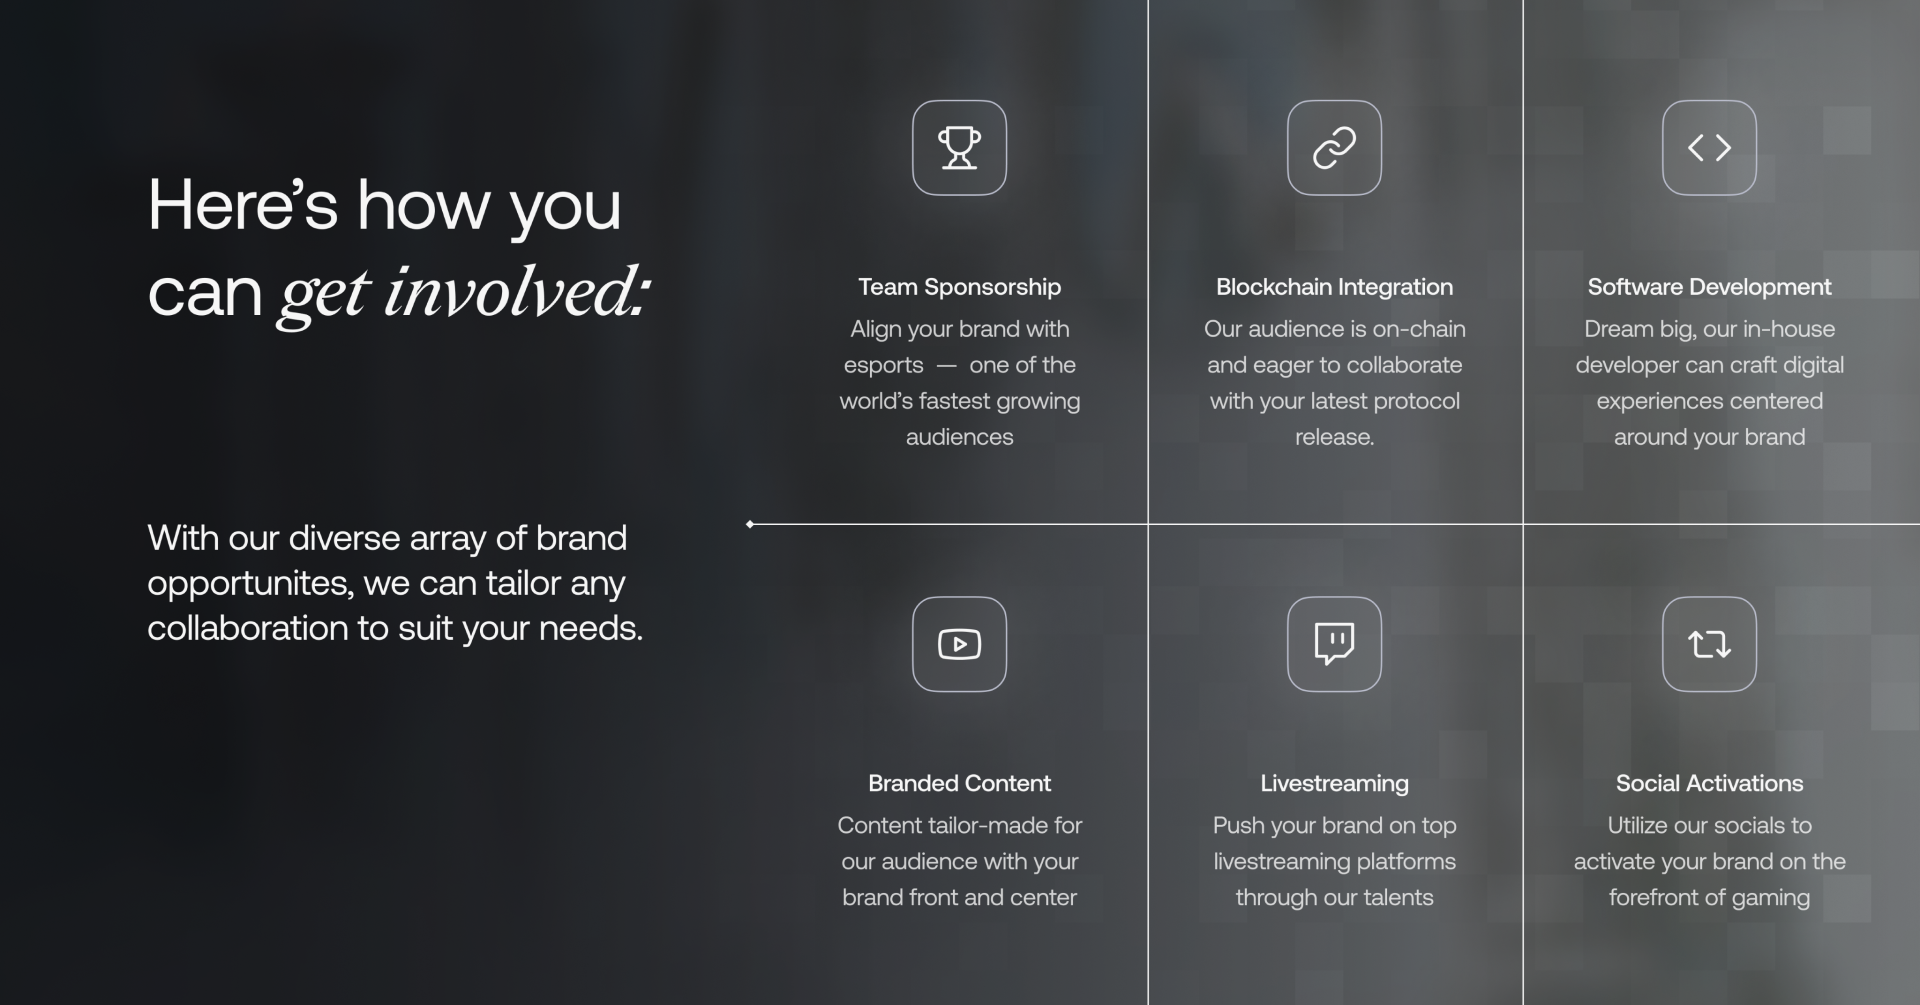 Here’s how you
can get involved:
With our diverse array of brand
opportunites, we can tailor any
collaboration to suit your needs.
Team Sponsorship
Align your brand with
esports — one of the
world’s fastest growing
audiences
Blockchain Integration
Our audience is on-chain
and eager to collaborate
with your latest protocol
release.
Software Development
Dream big, our in-house
developer can craft digital
experiences centered
around your brand
Branded Content
Content tailor-made for
our audience with your
brand front and center
Livestreaming
Push your brand on top
livestreaming platforms
through our talents
Social Activations
Utilize our socials to
activate your brand on the
forefront of gaming